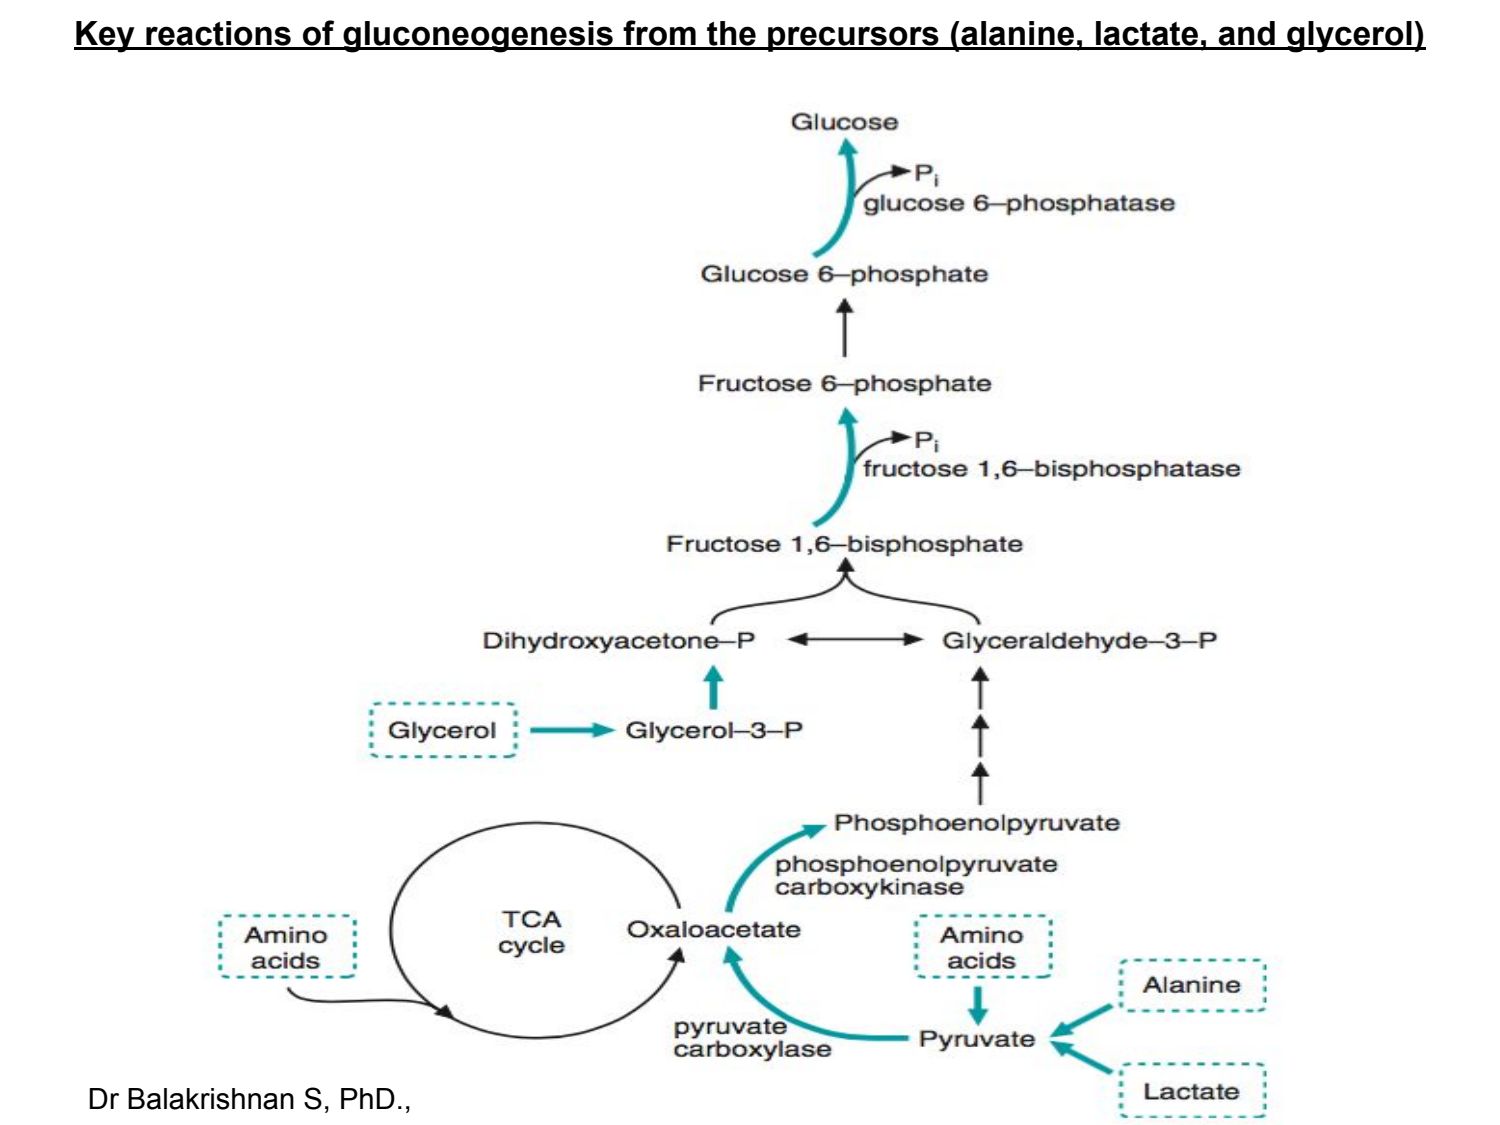 Key reactions of gluconeogenesis from the precursors (alanine, lactate, and glycerol)
Glucose
Pi
glucose 6–phosphatase
Glucose 6–phosphate
Fructose 6–phosphate
Pi
fructose 1,6–bisphosphatase
Fructose 1,6–bisphosphate
Dihydroxyacetone–P
Glyceraldehyde–3–P
Glycerol
Glycerol–3–P
Phosphoenolpyruvate
phosphoenolpyruvate
carboxykinase
TCA
cycle
Oxaloacetate
Amino
acids
Amino
acids
Alanine
pyruvate
carboxylase
Pyruvate
Lactate
Dr Balakrishnan S, PhD.,